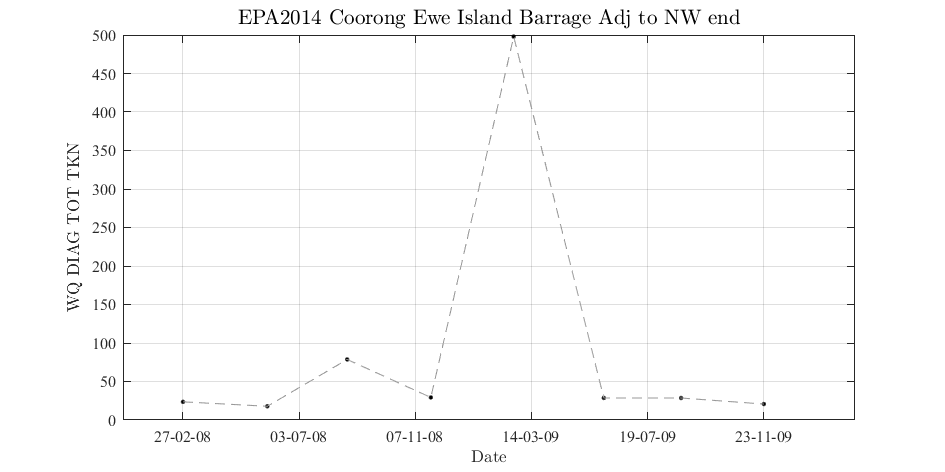 EPA2014 Coorong Ewe Island Barrage Adj to NW end
500
450
400
350
300
250
200
150
100
50
0
WQ DIAG TOT TKN
27-02-08 03-07-08 07-11-08 14-03-09 19-07-09 23-11-09
Date